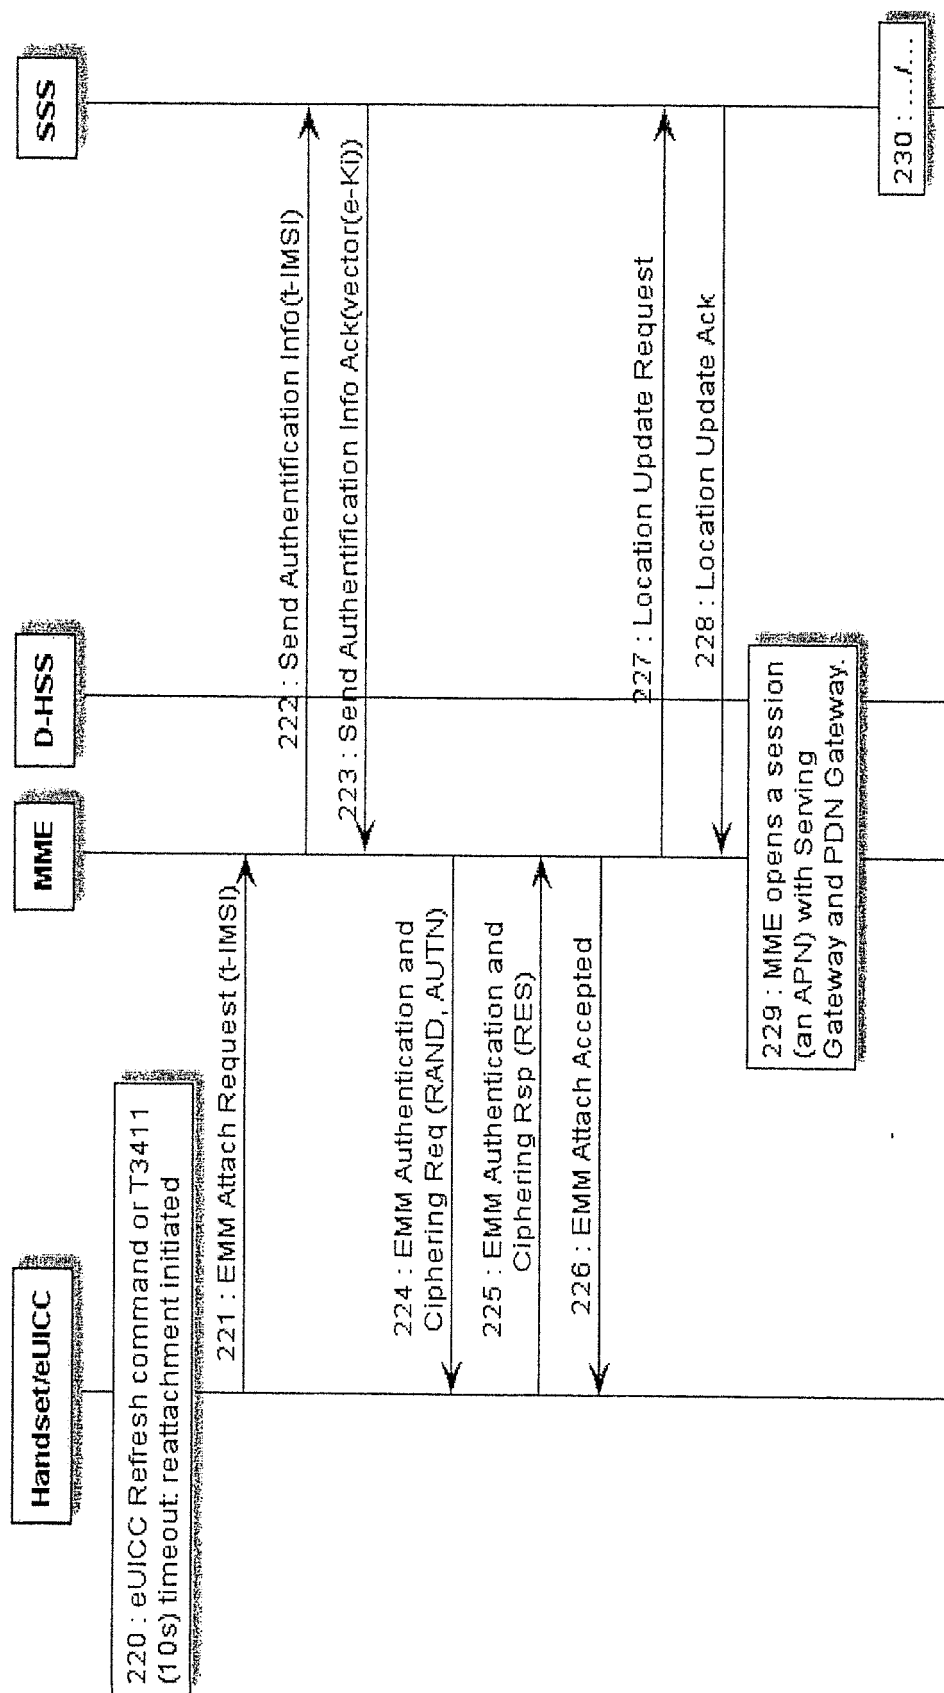 Handset/eUICC
MME
D-HSS
SSS
220 : eUICC Refresh command or T3411
(10s) timeout: reattachment initiated
221 : EMM Attach Request (t-IMSI)
222 : Send Authentification Info(t-IMSI)
223 : Send Authentification Info Ack(vector(e-Ki))
224 : EMM Authentication and
Ciphering Req (RAND, AUTN)
225 : EMM Authentication and
Ciphering Rsp (RES)
226 : EMM Attach Accepted
227 : Location Update Request
228 : Location Update Ack
229 : MME opens a session
(an APN) with Serving
Gateway and PDN Gateway.
230 : .../...